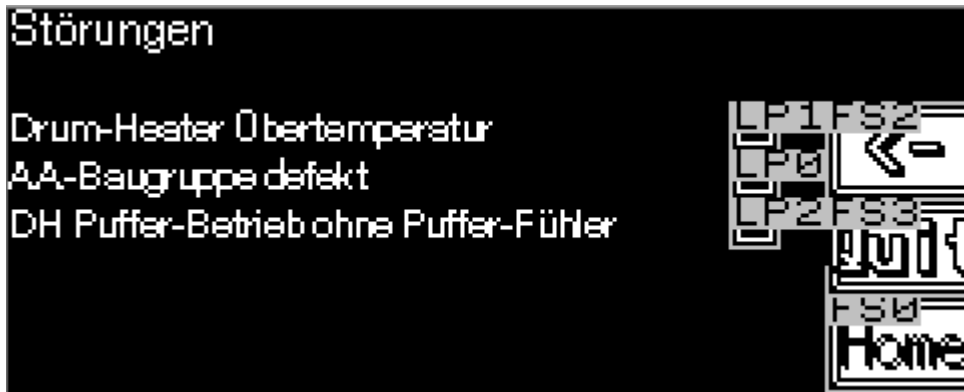 Störungen
Drum-Heater Übertemperatur LP1 FS2
<-
AA-Baugruppe defekt LP0
DH Puffer-Betrieb ohne Puffer-Fühler LP2 FS3
FS0
Home